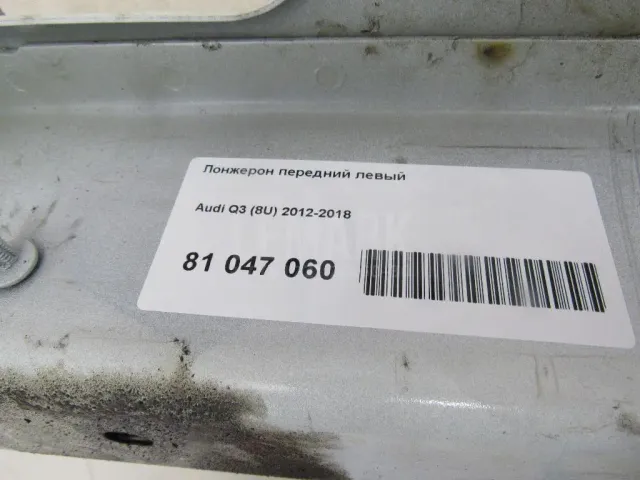 Лонжерон передний левый
Audi Q3 (8U) 2012-2018
81 047 060